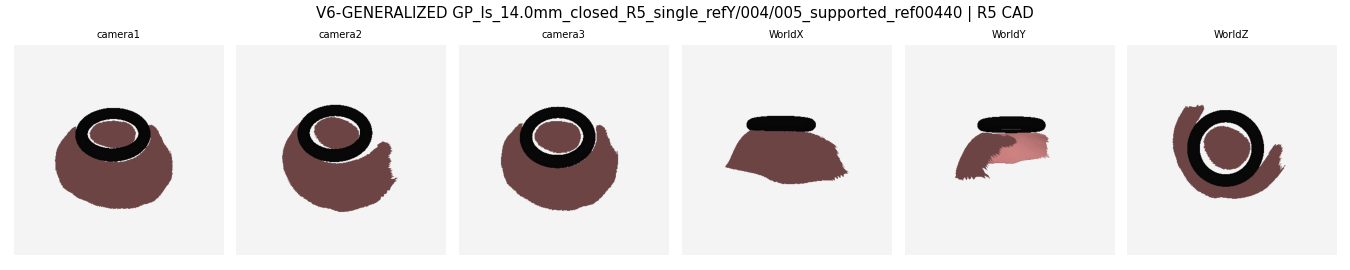 V6-GENERALIZED GP_ls_14.0mm_closed_R5_single_refY/004/005_supported_ref00440 | R5 CAD
camera1 camera2 camera3 WorldX WorldY WorldZ